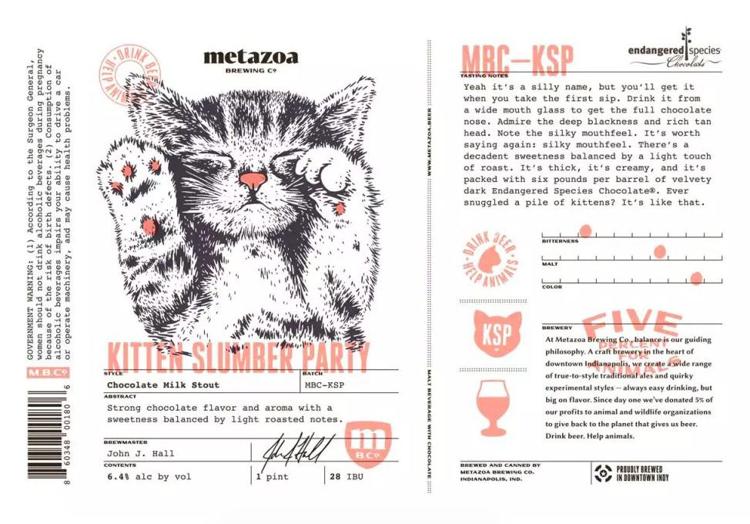 GOVERNMENT WARNING: (1) According to the Surgeon General,
women should not drink alcoholic beverages during pregnancy
because of the risk of birth defects. (2) Consumption of
alcoholic beverages impairs your ability to drive a car
or operate machinery, and may cause health problems.
M.B.Cº
8 60348 00180 6
DRINK BEER
HELP ANIMALS
metazoa
BREWING Cº
KITTEN SLUMBER PARTY
STYLE
Chocolate Milk Stout
BATCH
MBC-KSP
ABSTRACT
Strong chocolate flavor and aroma with a
sweetness balanced by light roasted notes.
BREWMASTER
John J. Hall
John J Hall
m
B Cº
CONTENTS
6.4% alc by vol
1 pint
28 IBU
WWW.METAZOA.BEER
MALT BEVERAGE WITH CHOCOLATE
MBC-KSP
endangered species
Chocolate
TASTING NOTES
Yeah it's a silly name, but you'll get it
when you take the first sip. Drink it from
a wide mouth glass to get the full chocolate
nose. Admire the deep blackness and rich tan
head. Note the silky mouthfeel. It's worth
saying again: silky mouthfeel. There's a
decadent sweetness balanced by a light touch
of roast. It's thick, it's creamy, and it's
packed with six pounds per barrel of velvety
dark Endangered Species Chocolate®. Ever
snuggled a pile of kittens? It's like that.
DRINK BEER
HELP ANIMALS
BITTERNESS
MALT
COLOR
KSP
FIVE
PERCENT
FOR
ANIMALS
BREWERY
At Metazoa Brewing Co., balance is our guiding
philosophy. A craft brewery in the heart of
downtown Indianapolis, we create a wide range
of true-to-style traditional ales and quirky
experimental styles – always easy drinking, but
big on flavor. Since day one we've donated 5% of
our profits to animal and wildlife organizations
to give back to the planet that gives us beer.
Drink beer. Help animals.
BREWED AND CANNED BY
METAZOA BREWING CO.
INDIANAPOLIS, IND.
PROUDLY BREWED
IN DOWNTOWN INDY